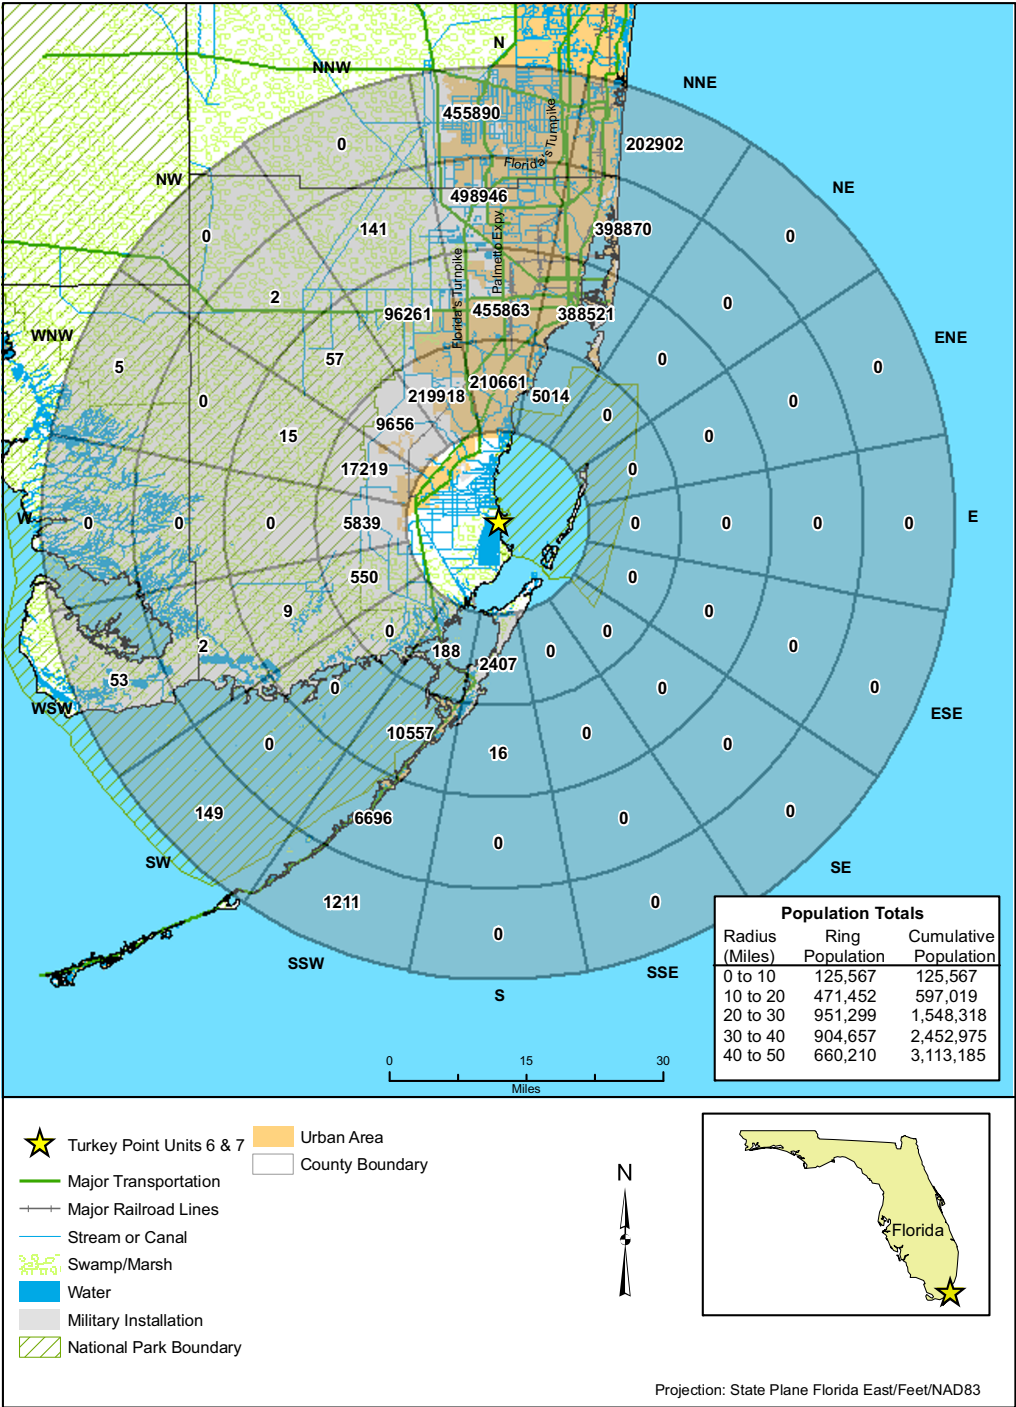 N
NNW
NNE
455890
Florida's Turnpike
0
202902
NW
498946
NE
Palmetto Expy
0
141
398870
0
Florida's Turnpike
2
96261
455863
388521
0
WNW
ENE
5
57
0
0
219918
210661
5014
0
0
9656
0
15
0
17219
0
W
0
0
0
5839
0
0
0
0
E
550
0
9
0
0
0
2
188
2407
0
0
53
0
0
0
WSW
ESE
0
10557
16
0
0
149
6696
0
0
0
SW
SE
1211
0
0
SSW
SSE
S
Population Totals
Radius Ring Cumulative
(Miles) Population Population
0 to 10 125,567 125,567
10 to 20 471,452 597,019
20 to 30 951,299 1,548,318
30 to 40 904,657 2,452,975
40 to 50 660,210 3,113,185
0 15 30
Miles
Turkey Point Units 6 & 7
Major Transportation
Major Railroad Lines
Stream or Canal
Swamp/Marsh
Water
Military Installation
National Park Boundary
Urban Area
County Boundary
N
Florida
Projection: State Plane Florida East/Feet/NAD83